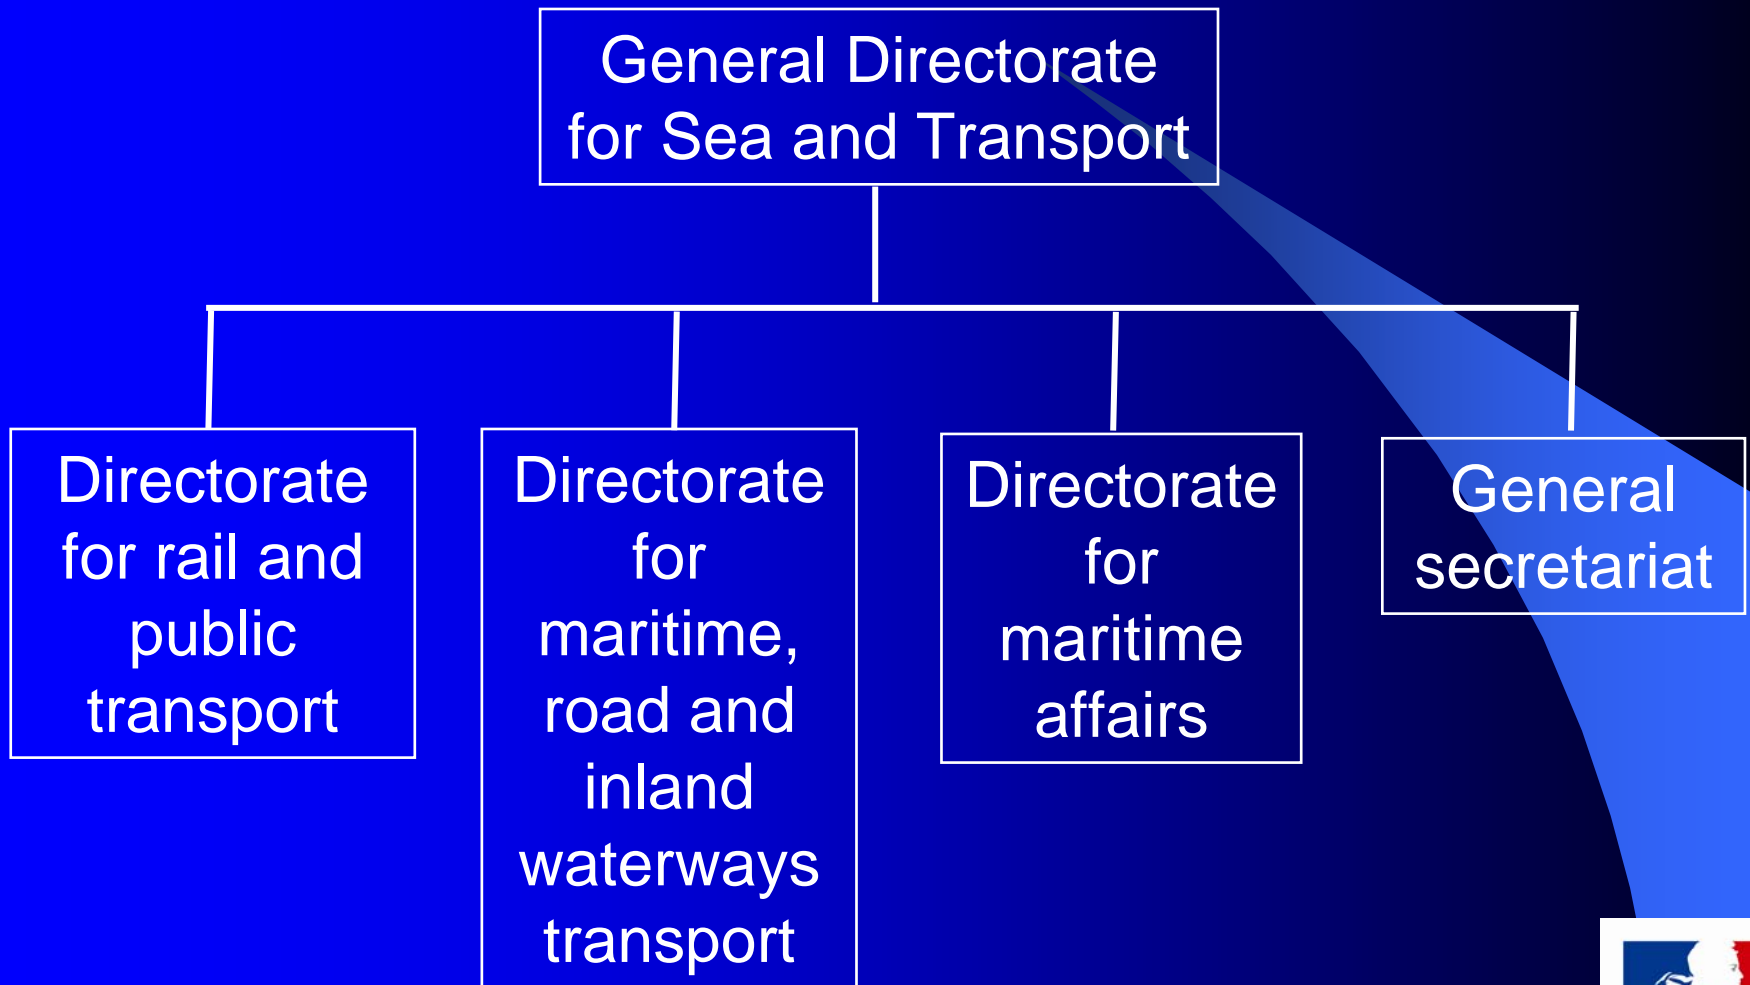 General Directorate
for Sea and Transport
Directorate
for rail and
public
transport
Directorate
for
maritime,
road and
inland
waterways
transport
Directorate
for
maritime
affairs
General
secretariat